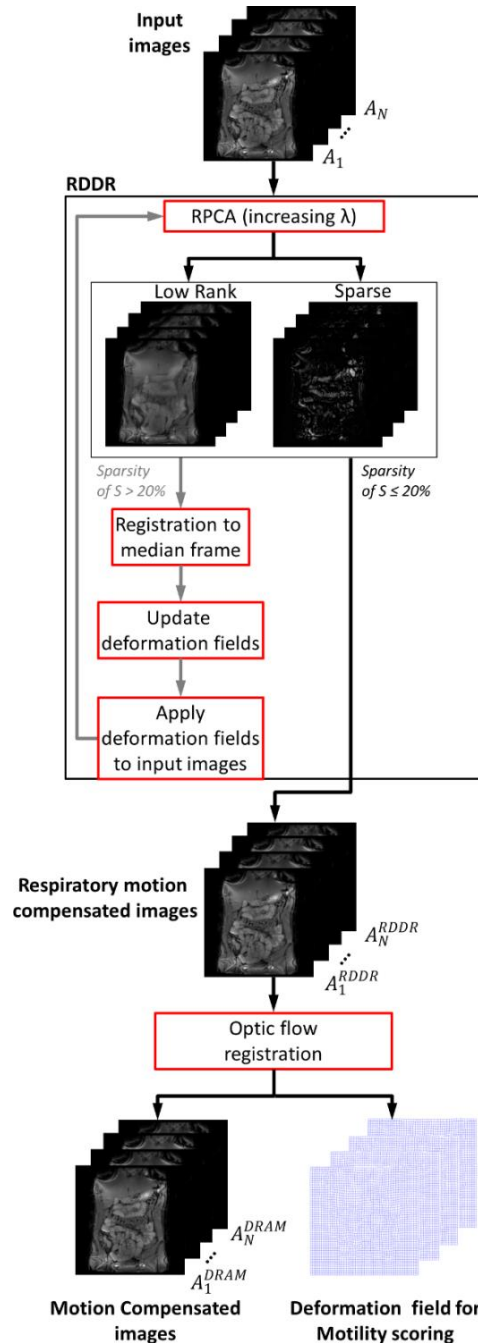 Input
images
A_N
⋮
A_1
RDDR
RPCA (increasing λ)
Low Rank
Sparse
Sparsity
of S > 20%
Sparsity
of S ≤ 20%
Registration to
median frame
Update
deformation fields
Apply
deformation fields
to input images
Respiratory motion
compensated images
A_N^{RDDR}
⋮
A_1^{RDDR}
Optic flow
registration
A_N^{DRAM}
⋮
A_1^{DRAM}
Motion Compensated
images
Deformation field for
Motility scoring